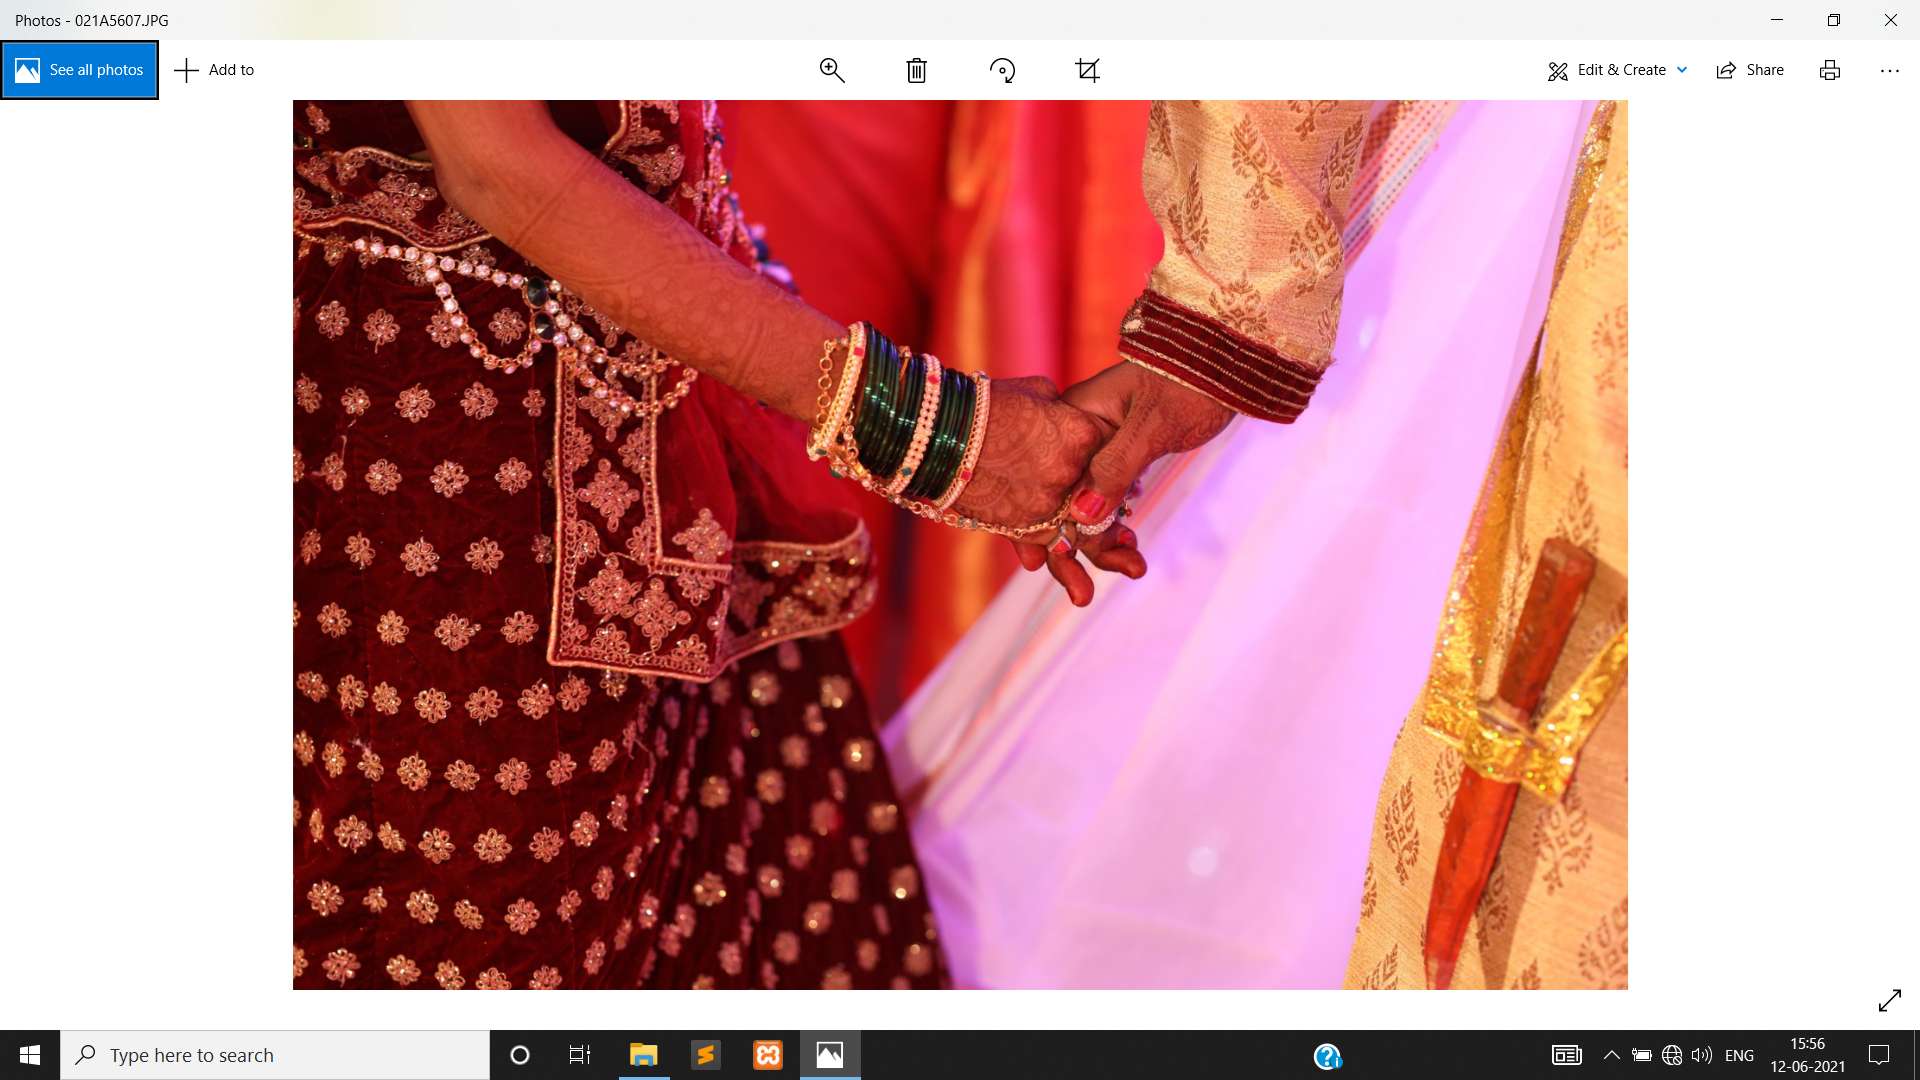 Photos - 021A5607.JPG
See all photos
Add to
Edit & Create
Share
Type here to search
ENG
15:56
12-06-2021